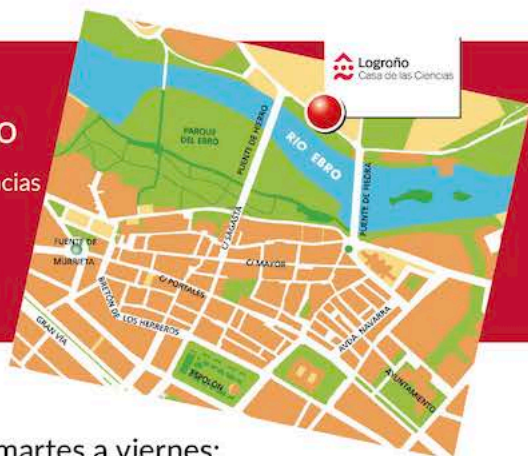 Logroño
Casa de las Ciencias
o
ncias
PARQUE
DEL EBRO
PUENTE DE HIERRO
RÍO EBRO
PUENTE DE PIEDRA
C/ SAGASTA
FUENTE DE
MURRIETA
C/ MAYOR
C/ PORTALES
BRETÓN DE LOS HERREROS
GRAN VÍA
AVDA. NAVARRA
ESPOLÓN
AYUNTAMIENTO
martes a viernes: